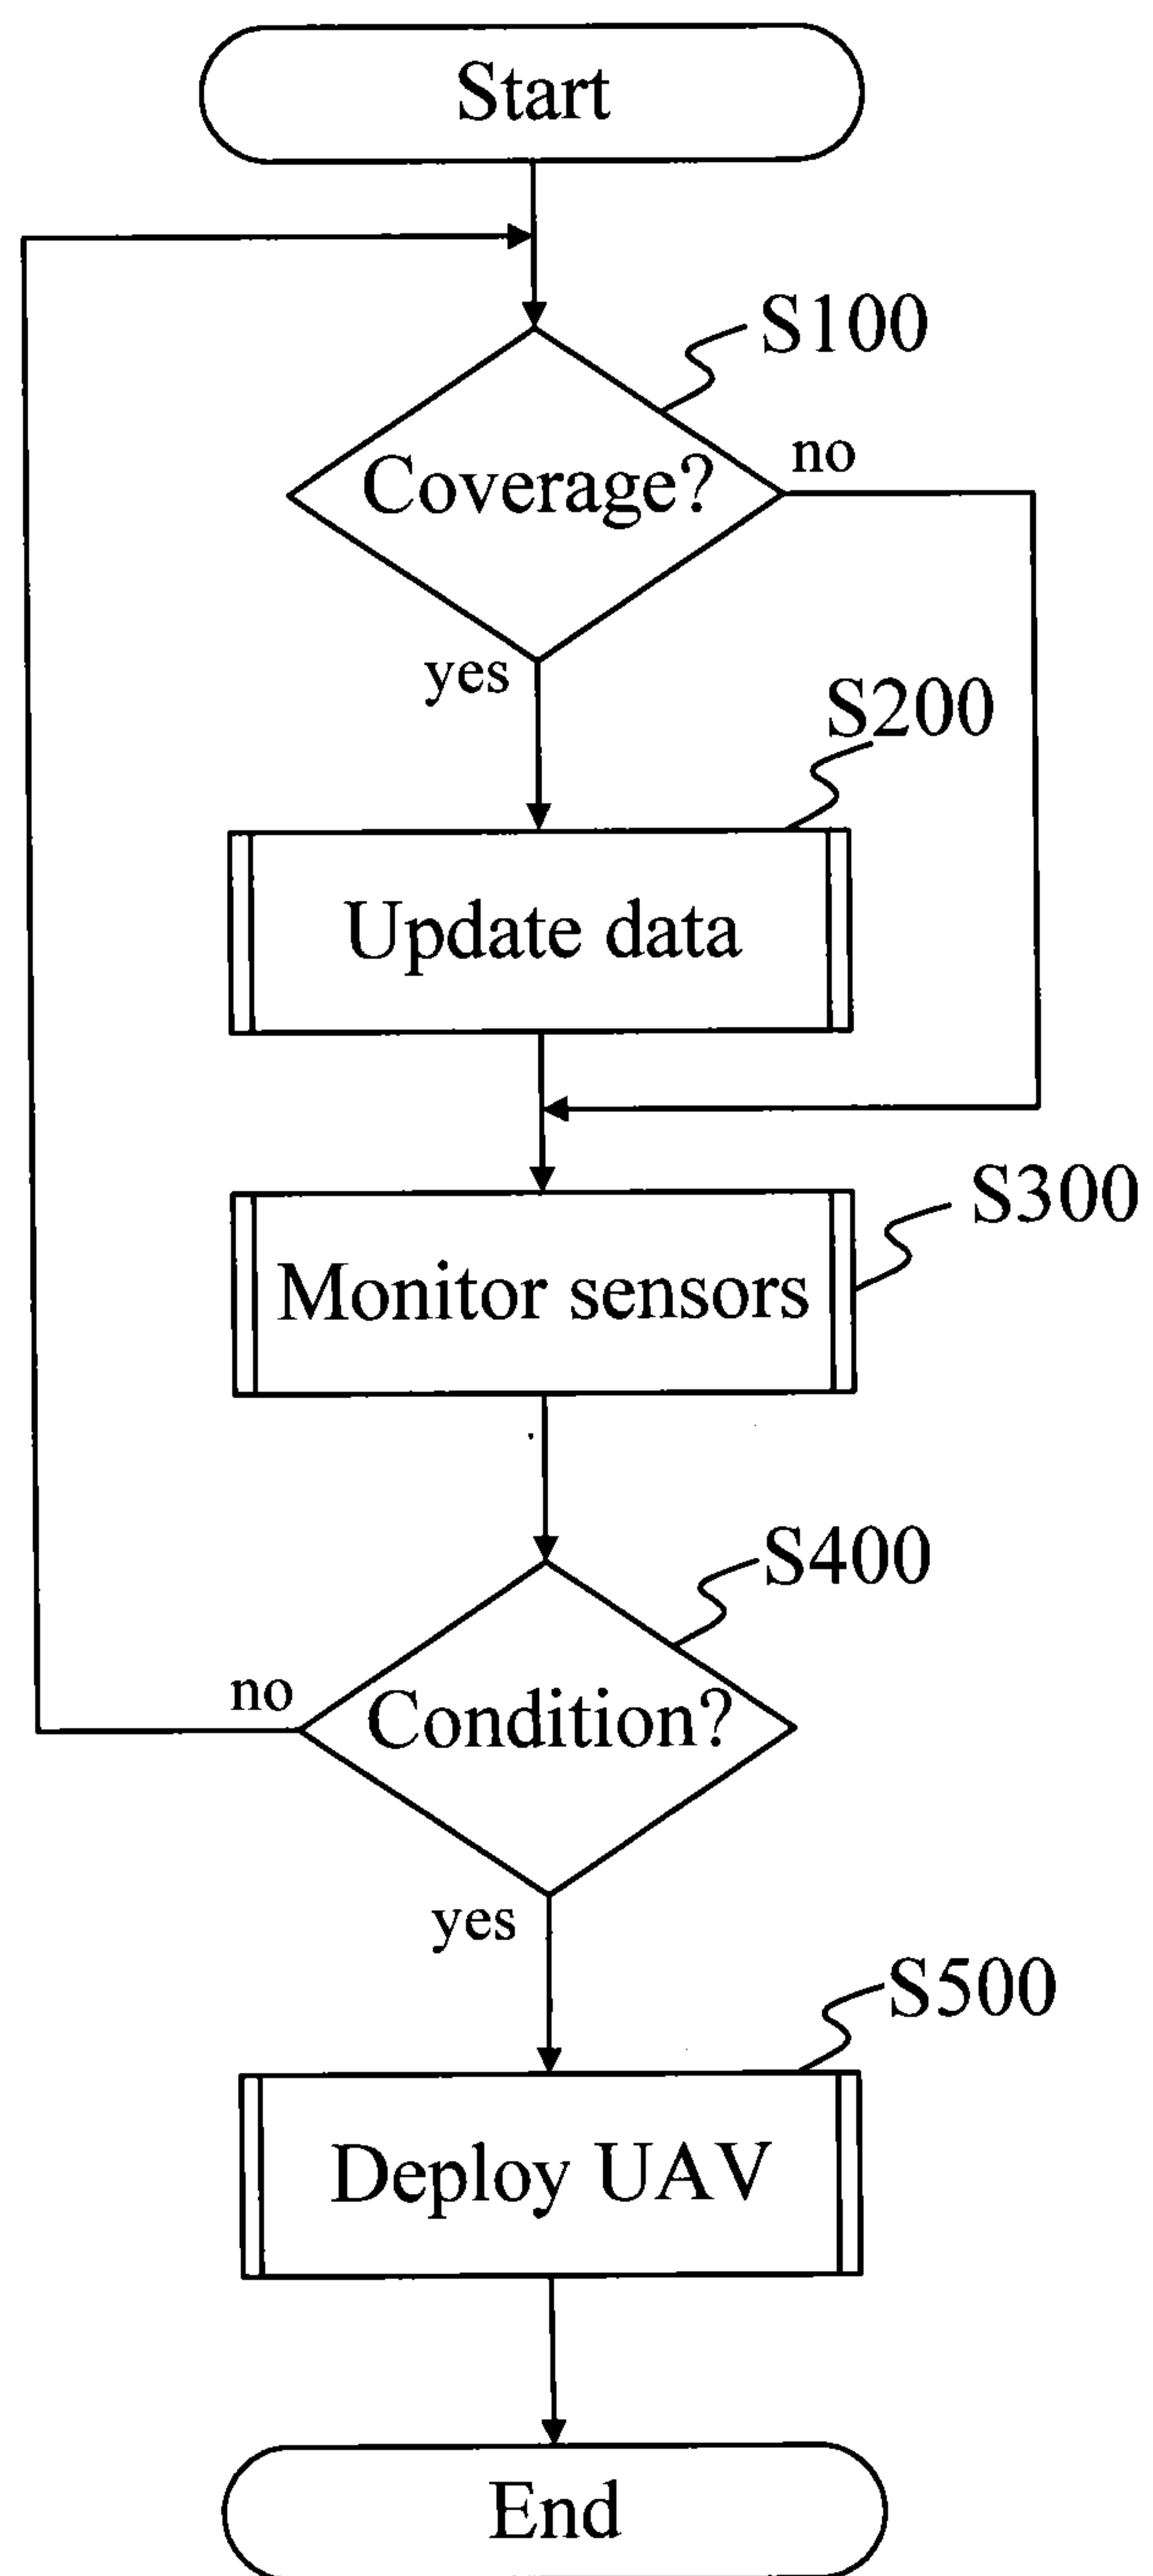 Start
S100
no
Coverage?
yes
S200
Update data
S300
Monitor sensors
S400
no
Condition?
yes
S500
Deploy UAV
End